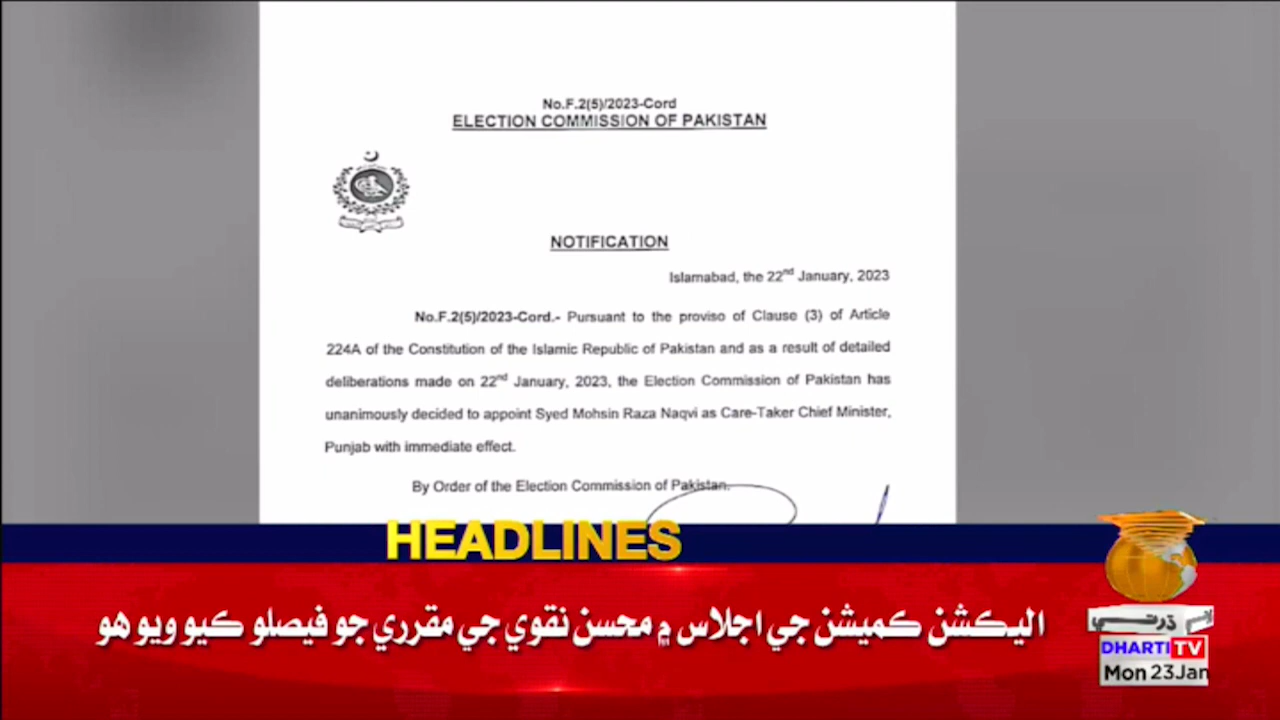 No.F.2(5)/2023-Cord
ELECTION COMMISSION OF PAKISTAN
NOTIFICATION
Islamabad, the 22nd January, 2023
No.F.2(5)/2023-Cord.- Pursuant to the proviso of Clause (3) of Article
224A of the Constitution of the Islamic Republic of Pakistan and as a result of detailed
deliberations made on 22nd January, 2023, the Election Commission of Pakistan has
unanimously decided to appoint Syed Mohsin Raza Naqvi as Care-Taker Chief Minister,
Punjab with immediate effect.
By Order of the Election Commission of Pakistan.
HEADLINES
اليڪشن ڪميشن جي اجلاس ۾ محسن نقوي جي مقرري جو فيصلو ڪيو ويو هو
ڌرتي
DHARTI TV
Mon 23Jan